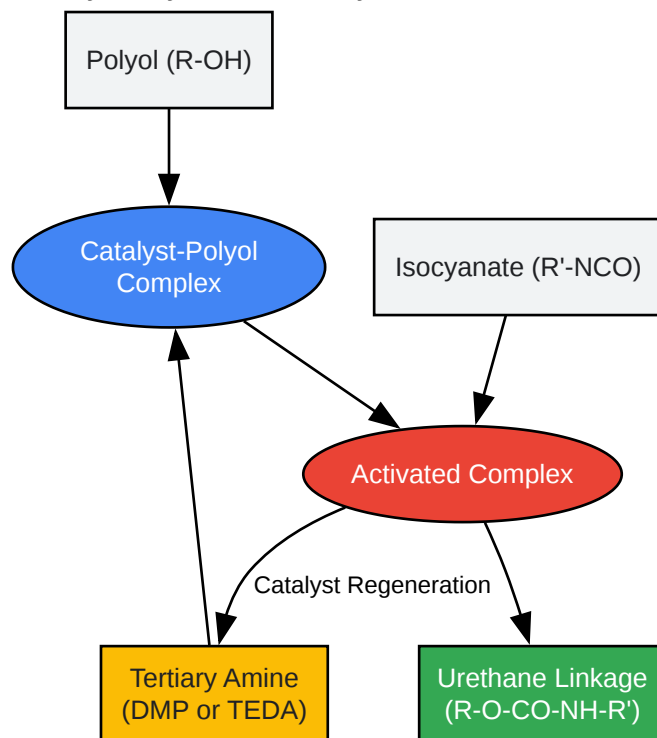 Polyol (R-OH)
Catalyst-Polyol
Complex
Isocyanate (R'-NCO)
Activated Complex
Catalyst Regeneration
Tertiary Amine
(DMP or TEDA)
Urethane Linkage
(R-O-CO-NH-R')